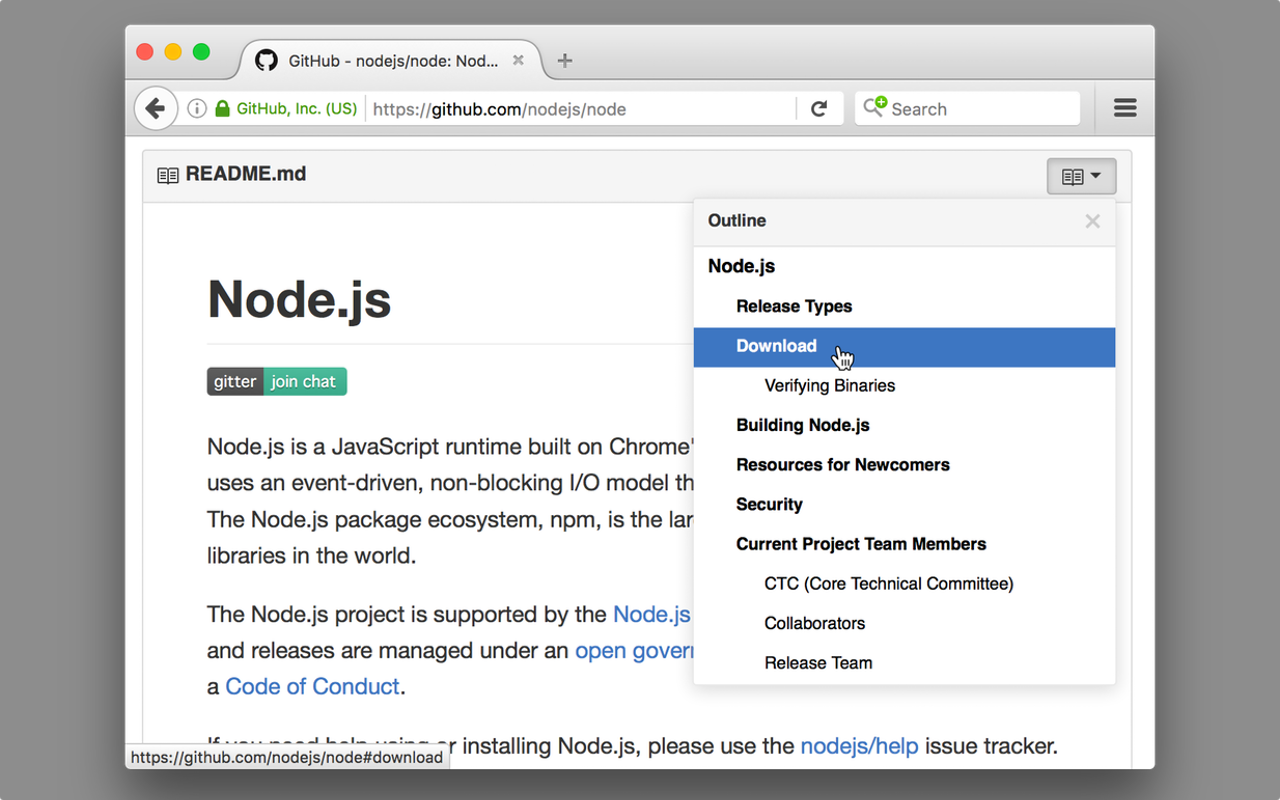 GitHub - nodejs/node: Nod...
GitHub, Inc. (US)
https://github.com/nodejs/node
Search
README.md
Outline
Node.js
Release Types
Download
Verifying Binaries
Building Node.js
Resources for Newcomers
Security
Current Project Team Members
CTC (Core Technical Committee)
Collaborators
Release Team
Node.js
gitter join chat
Node.js is a JavaScript runtime built on Chrome'
uses an event-driven, non-blocking I/O model th
The Node.js package ecosystem, npm, is the lar
libraries in the world.
The Node.js project is supported by the Node.js
and releases are managed under an open gover
a Code of Conduct.
If you need help using or installing Node.js, please use the nodejs/help issue tracker.
https://github.com/nodejs/node#download